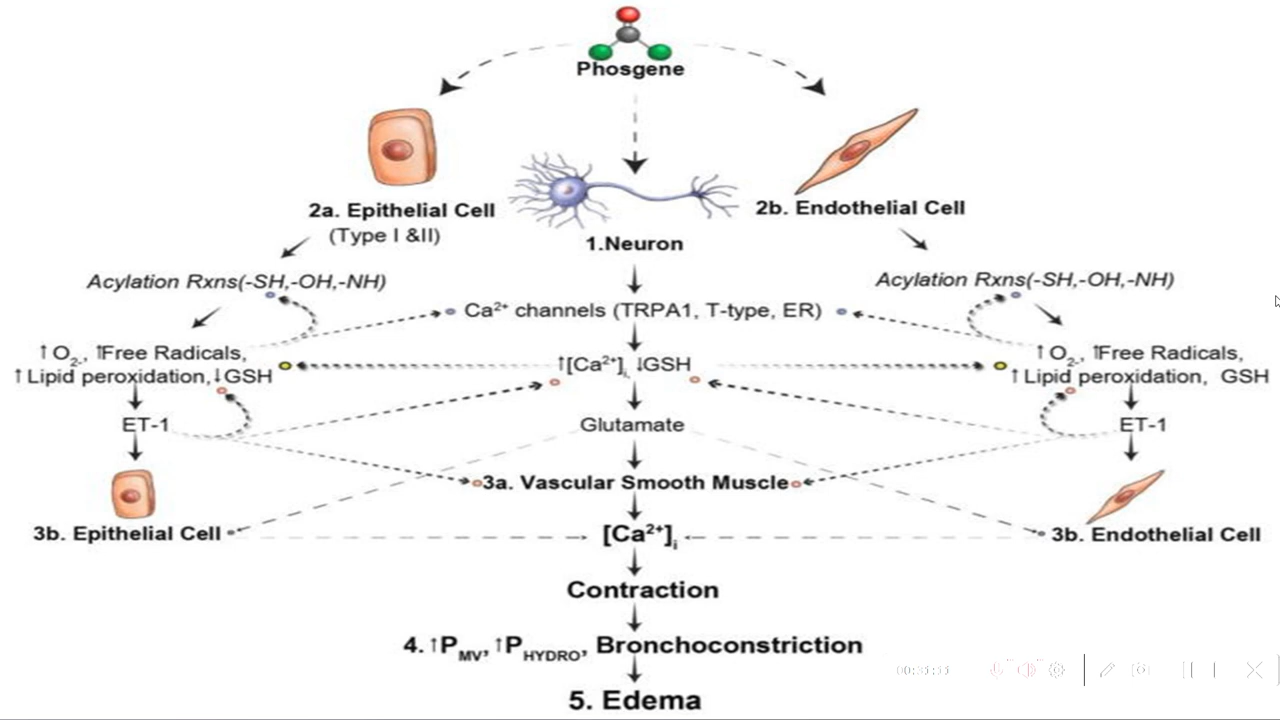 Phosgene
2a. Epithelial Cell
(Type I &II)
1.Neuron
2b. Endothelial Cell
Acylation Rxns(-SH,-OH,-NH)
Acylation Rxns(-SH,-OH,-NH)
Ca²⁺ channels (TRPA1, T-type, ER)
↑O₂-, ↑Free Radicals,
↑Lipid peroxidation,↓GSH
↑[Ca²⁺]i, ↓GSH
↑O₂-, ↑Free Radicals,
↑Lipid peroxidation, GSH
ET-1
Glutamate
ET-1
3a. Vascular Smooth Muscle
3b. Epithelial Cell
[Ca²⁺]i
3b. Endothelial Cell
Contraction
4.↑PMV, ↑PHYDRO, Bronchoconstriction
5. Edema